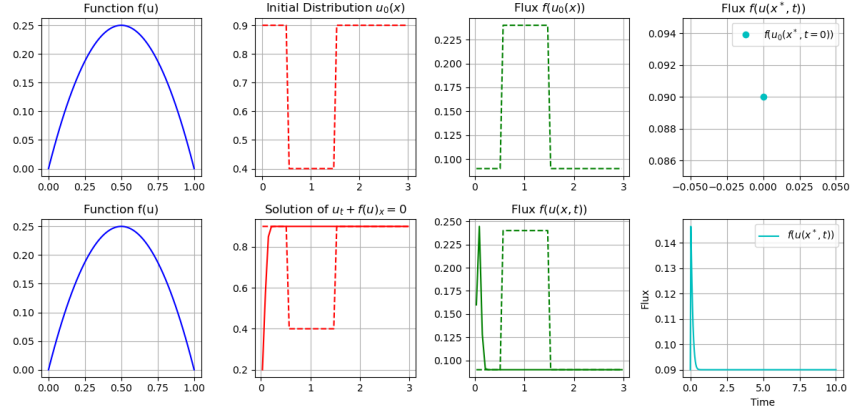 Function f(u)
0.25
0.20
0.15
0.10
0.05
0.00
0.00 0.25 0.50 0.75 1.00
Initial Distribution u₀(x)
0.9
0.8
0.7
0.6
0.5
0.4
0 1 2 3
Flux f(u₀(x))
0.225
0.200
0.175
0.150
0.125
0.100
0 1 2 3
Flux f(u(x*, t))
0.094
0.092
0.090
0.088
0.086
−0.050 −0.025 0.000 0.025 0.050
f(u₀(x*, t = 0))
Function f(u)
0.25
0.20
0.15
0.10
0.05
0.00
0.00 0.25 0.50 0.75 1.00
Solution of uₜ + f(u)ₓ = 0
0.8
0.6
0.4
0.2
0 1 2 3
Flux f(u(x, t))
0.250
0.225
0.200
0.175
0.150
0.125
0.100
0 1 2 3
f(u(x*, t))
Flux
0.14
0.13
0.12
0.11
0.10
0.09
0.0 2.5 5.0 7.5 10.0
Time